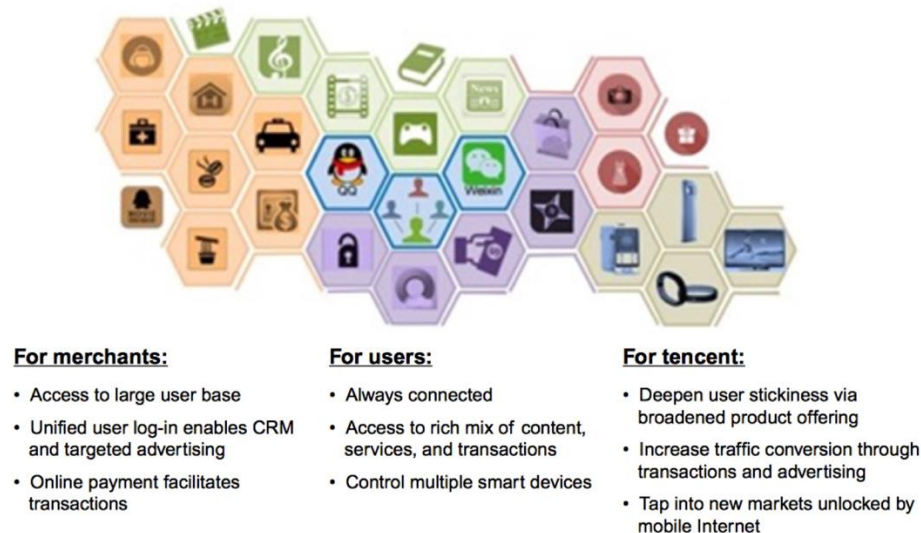 News
QQ
Weixin
For merchants:
• Access to large user base
• Unified user log-in enables CRM
and targeted advertising
• Online payment facilitates
transactions
For users:
• Always connected
• Access to rich mix of content,
services, and transactions
• Control multiple smart devices
For tencent:
• Deepen user stickiness via
broadened product offering
• Increase traffic conversion through
transactions and advertising
• Tap into new markets unlocked by
mobile Internet